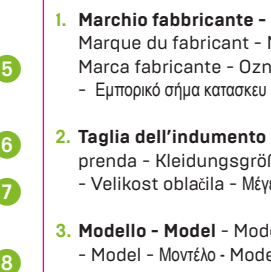 1. Marchio fabbricante -
Marque du fabricant -
5
Marca fabricante - Ozn
- Εμπορικό σήμα κατασκευ
6
2. Taglia dell'indumento
prenda - Kleidungsgröß
7
- Velikost oblačila - Μέγε
3. Modello - Model - Mode
8
- Model - Μοντέλο - Mode